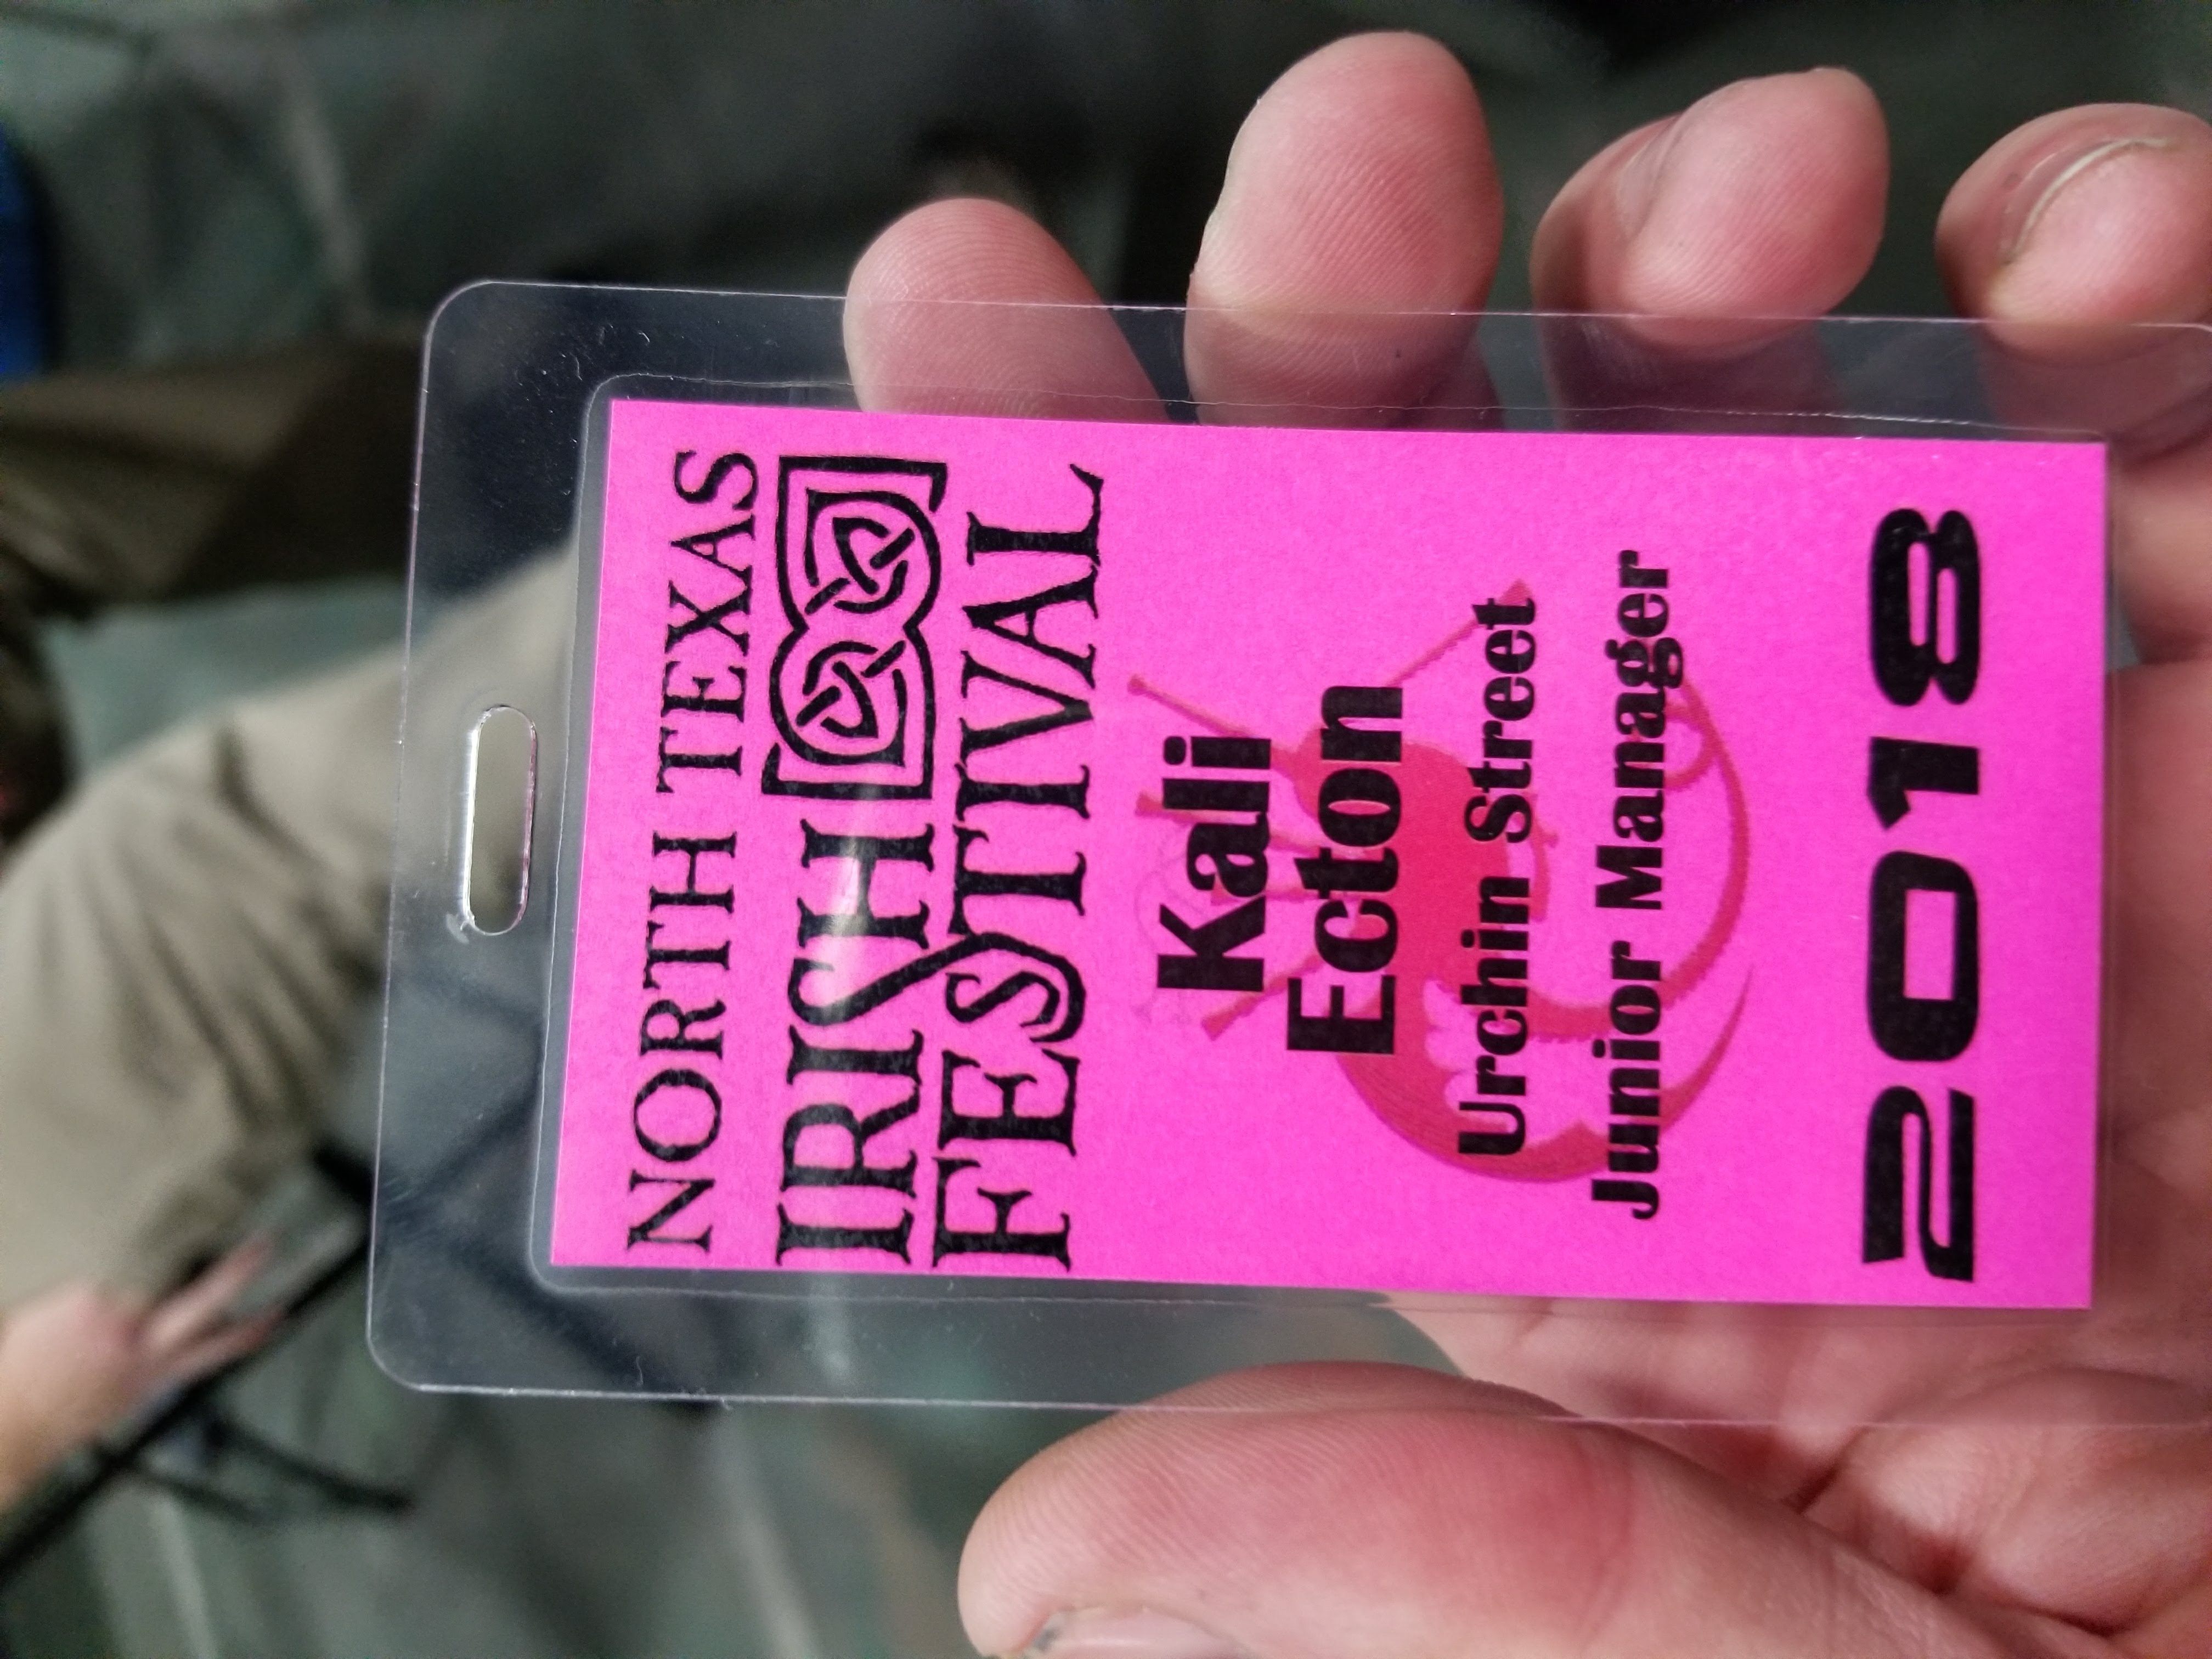 NORTH TEXAS
IRISH
FESTIVAL
Kali
Ecton
Urchin Street
Junior Manager
2018